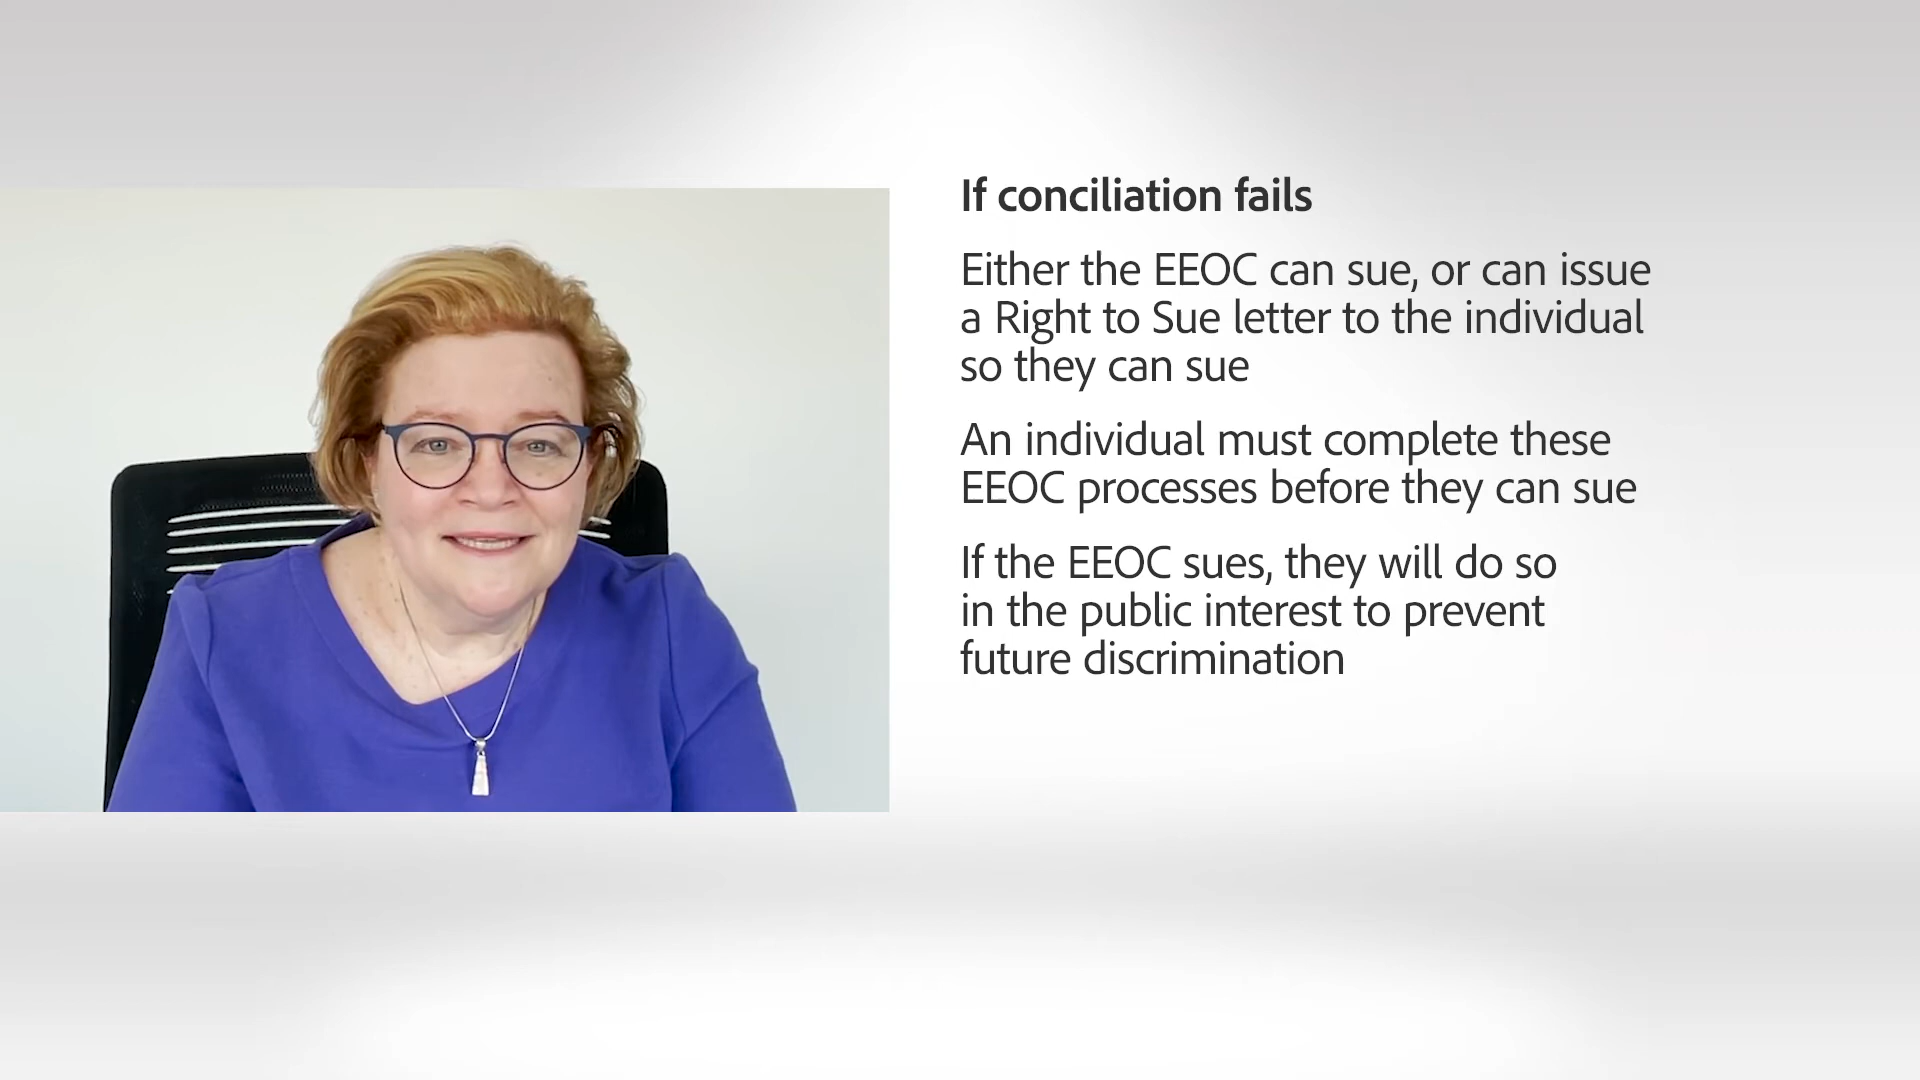 If conciliation fails
Either the EEOC can sue, or can issue
a Right to Sue letter to the individual
so they can sue
An individual must complete these
EEOC processes before they can sue
If the EEOC sues, they will do so
in the public interest to prevent
future discrimination